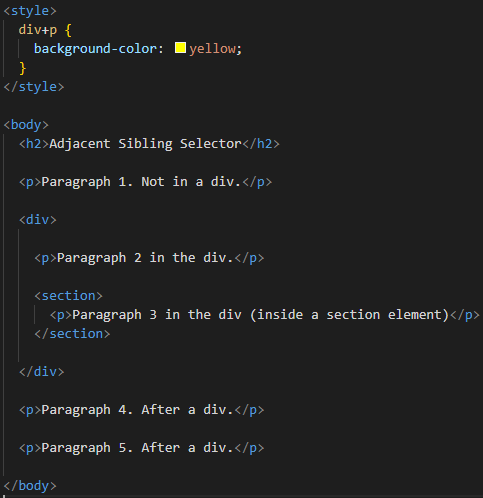 <style>
div+p {
background-color: yellow;
}
</style>
<body>
<h2>Adjacent Sibling Selector</h2>
<p>Paragraph 1. Not in a div.</p>
<div>
<p>Paragraph 2 in the div.</p>
<section>
<p>Paragraph 3 in the div (inside a section element)</p>
</section>
</div>
<p>Paragraph 4. After a div.</p>
<p>Paragraph 5. After a div.</p>
</body>